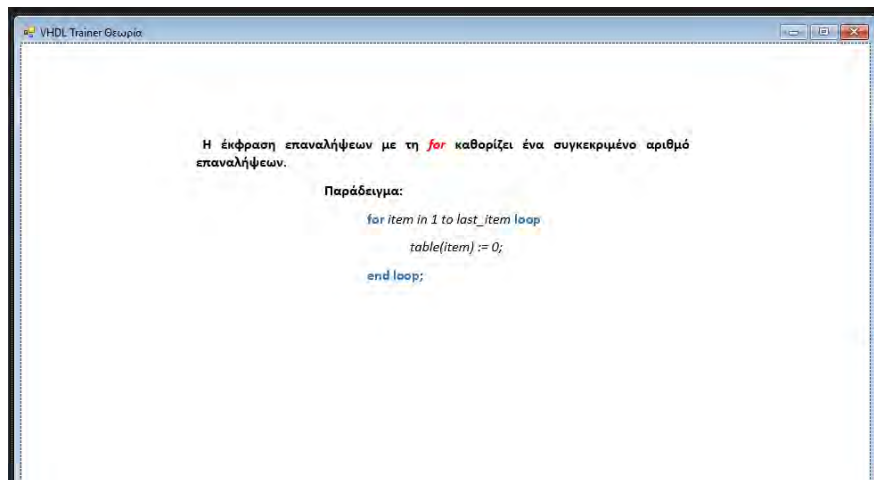 VHDL Trainer Θεωρία
Η έκφραση επαναλήψεων με τη for καθορίζει ένα συγκεκριμένο αριθμό
επαναλήψεων.
Παράδειγμα:
for item in 1 to last_item loop
table(item) := 0;
end loop;